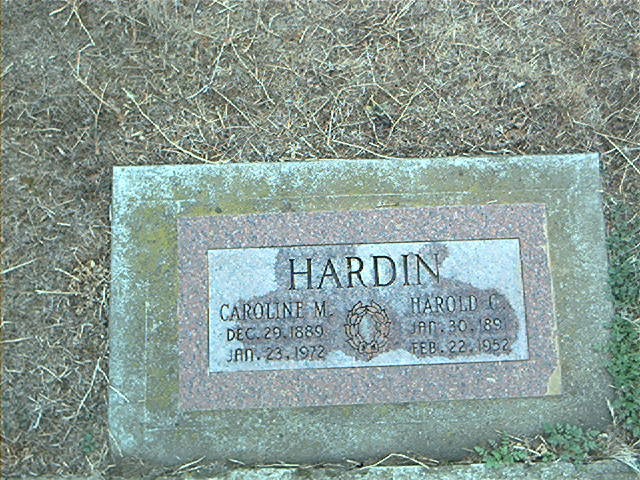 HARDIN
CAROLINE M.
DEC. 29. 1889
JAN. 23. 1972
HAROLD C.
JAN. 30. 1891
FEB. 22. 1952